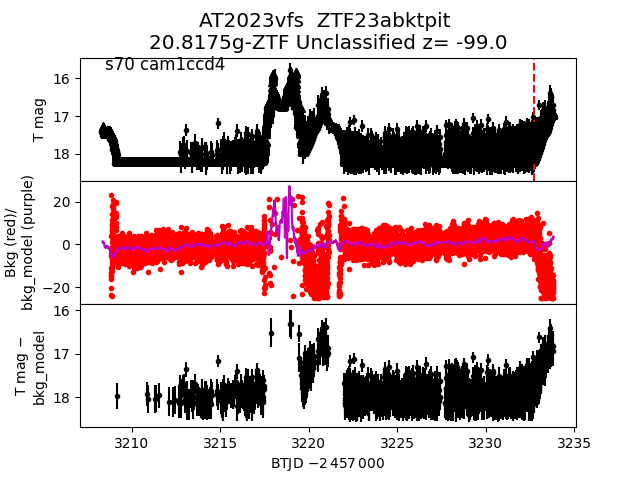 AT2023vfs ZTF23abktpit
20.8175g-ZTF Unclassified z= -99.0
s70 cam1ccd4
T mag
16
17
18
Bkg (red)/
bkg_model (purple)
20
0
−20
T mag −
bkg_model
16
17
18
3210 3215 3220 3225 3230 3235
BTJD −2 457 000